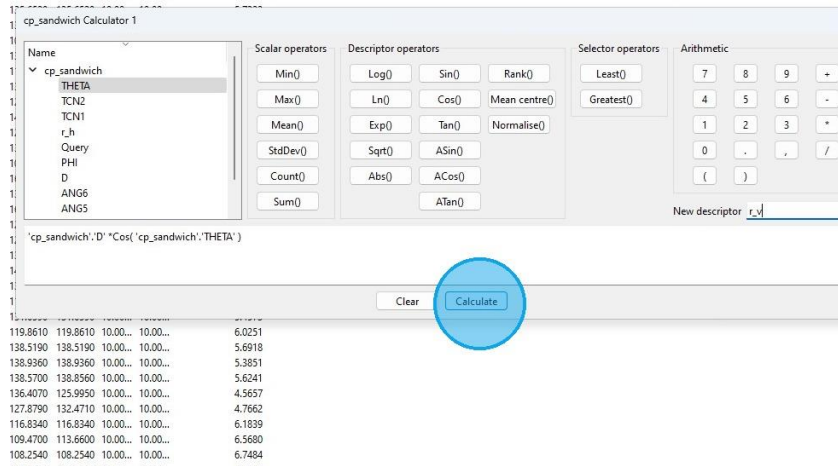 cp_sandwich Calculator 1
Name
cp_sandwich
THETA
TCN2
TCN1
r_h
Query
PHI
D
ANG6
ANG5
Scalar operators
Min()
Max()
Mean()
StdDev()
Count()
Sum()
Descriptor operators
Log() Sin() Rank()
Ln() Cos() Mean centre()
Exp() Tan() Normalise()
Sqrt() ASin()
Abs() ACos()
ATan()
Selector operators
Least()
Greatest()
Arithmetic
7 8 9 +
4 5 6 -
1 2 3 *
0 . , /
( )
New descriptor r_v
'cp_sandwich'.'D' *Cos( 'cp_sandwich'.'THETA' )
Clear Calculate
119.8610 119.8610 10.00... 10.00... 6.0251
138.5190 138.5190 10.00... 10.00... 5.6918
138.9360 138.9360 10.00... 10.00... 5.3851
138.5700 138.8560 10.00... 10.00... 5.6241
136.4070 125.9950 10.00... 10.00... 4.5657
127.8790 132.4710 10.00... 10.00... 4.7662
116.8340 116.8340 10.00... 10.00... 6.1839
109.4700 113.6600 10.00... 10.00... 6.5680
108.2540 108.2540 10.00... 10.00... 6.7484